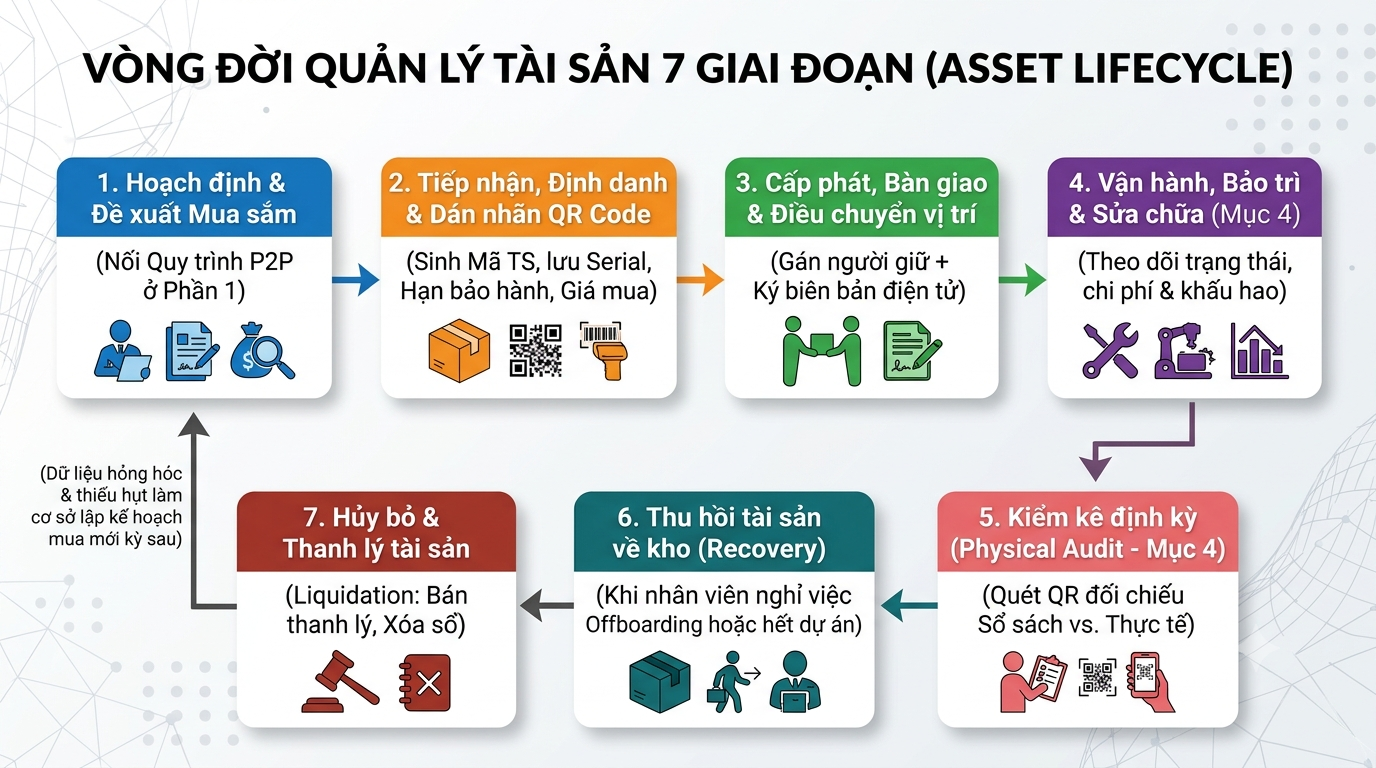 VÒNG ĐỜI QUẢN LÝ TÀI SẢN 7 GIAI ĐOẠN (ASSET LIFECYCLE)
1. Hoạch định &
Đề xuất Mua sắm
(Nối Quy trình P2P
ở Phần 1)
2. Tiếp nhận, Định danh
& Dán nhãn QR Code
(Sinh Mã TS, lưu Serial,
Hạn bảo hành, Giá mua)
3. Cấp phát, Bàn giao
& Điều chuyển vị trí
(Gán người giữ +
Ký biên bản điện tử)
4. Vận hành, Bảo trì
& Sửa chữa (Mục 4)
(Theo dõi trạng thái,
chi phí & khấu hao)
5. Kiểm kê định kỳ
(Physical Audit - Mục 4)
(Quét QR đối chiếu
Sổ sách vs. Thực tế)
6. Thu hồi tài sản
về kho (Recovery)
(Khi nhân viên nghỉ việc
Offboarding hoặc hết dự án)
7. Hủy bỏ &
Thanh lý tài sản
(Liquidation: Bán
thanh lý, Xóa sổ)
(Dữ liệu hỏng hóc
& thiếu hụt làm
cơ sở lập kế hoạch
mua mới kỳ sau)